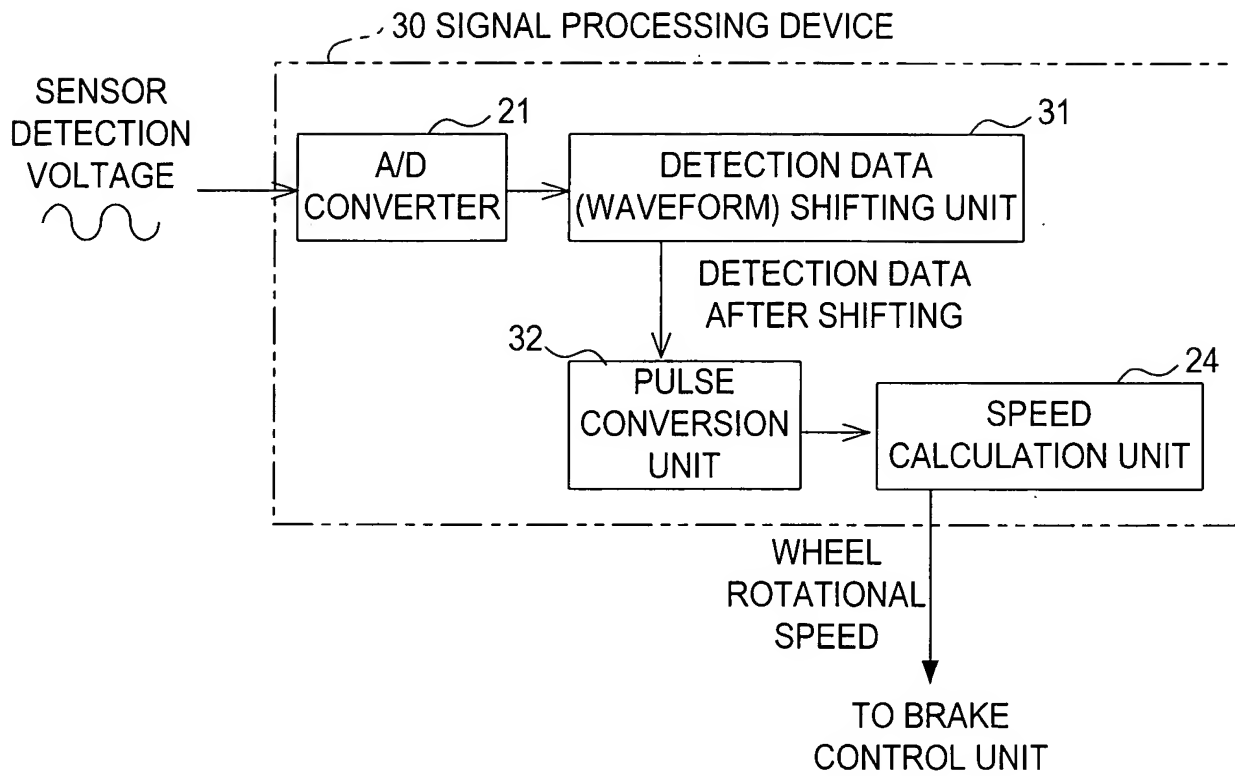 30 SIGNAL PROCESSING DEVICE
SENSOR
DETECTION
VOLTAGE
21
A/D
CONVERTER
31
DETECTION DATA
(WAVEFORM) SHIFTING UNIT
DETECTION DATA
AFTER SHIFTING
32
PULSE
CONVERSION
UNIT
24
SPEED
CALCULATION UNIT
WHEEL
ROTATIONAL
SPEED
TO BRAKE
CONTROL UNIT